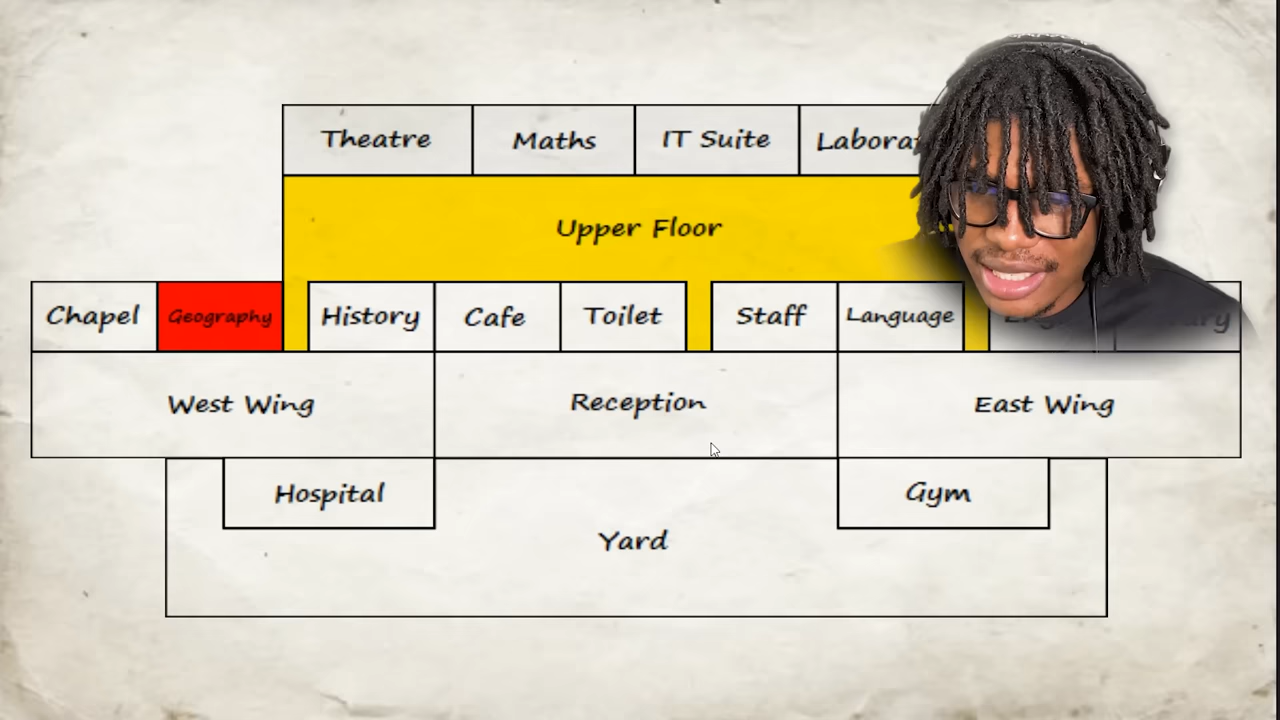 Theatre
Maths
IT Suite
Upper Floor
Chapel
Geography
History
Cafe
Toilet
Staff
Language
West Wing
Reception
East Wing
Hospital
Gym
Yard